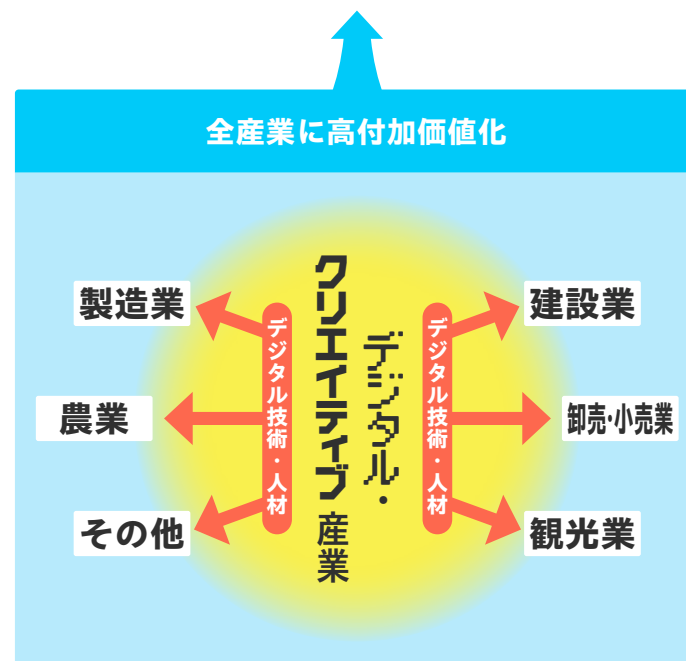 全産業に高付加価値化
デジタル・
クリエイティブ産業
デジタル技術・人材
製造業
農業
その他
デジタル技術・人材
建設業
卸売・小売業
観光業